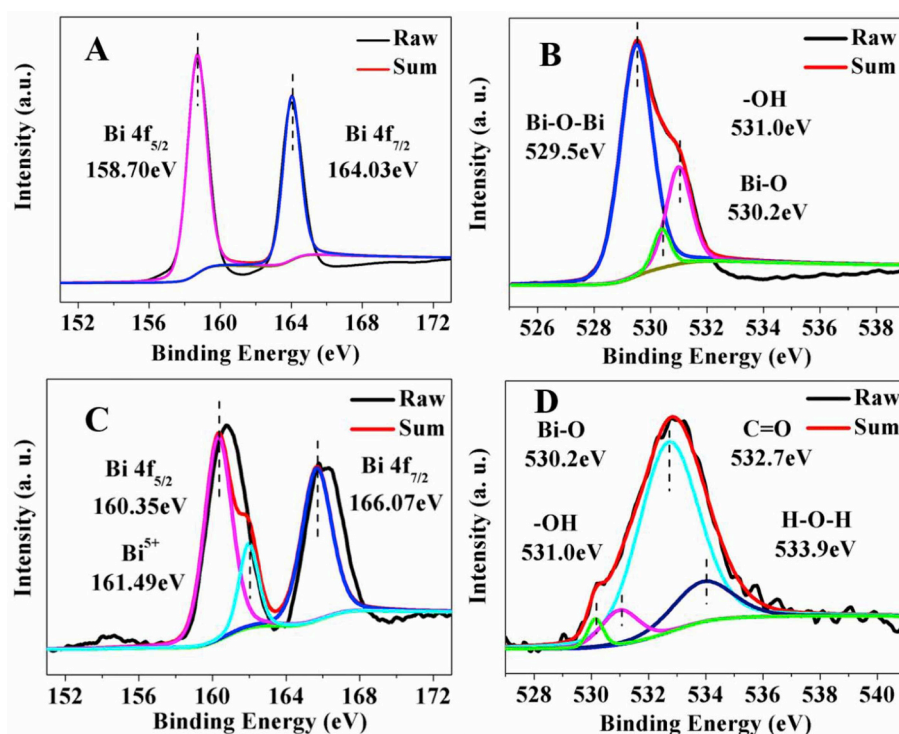 A
Raw
Sum
Bi 4f5/2
158.70eV
Bi 4f7/2
164.03eV
Intensity (a.u.)
152 156 160 164 168 172
Binding Energy (eV)
B
Raw
Sum
Bi-O-Bi
529.5eV
-OH
531.0eV
Bi-O
530.2eV
Intensity (a. u.)
526 528 530 532 534 536 538
Binding Energy (eV)
C
Raw
Sum
Bi 4f5/2
160.35eV
Bi5+
161.49eV
Bi 4f7/2
166.07eV
Intensity (a. u.)
152 156 160 164 168 172
Binding Energy (eV)
D
Raw
Sum
Bi-O
530.2eV
C=O
532.7eV
-OH
531.0eV
H-O-H
533.9eV
Intensity (a. u.)
528 530 532 534 536 538 540
Binding Energy (eV)